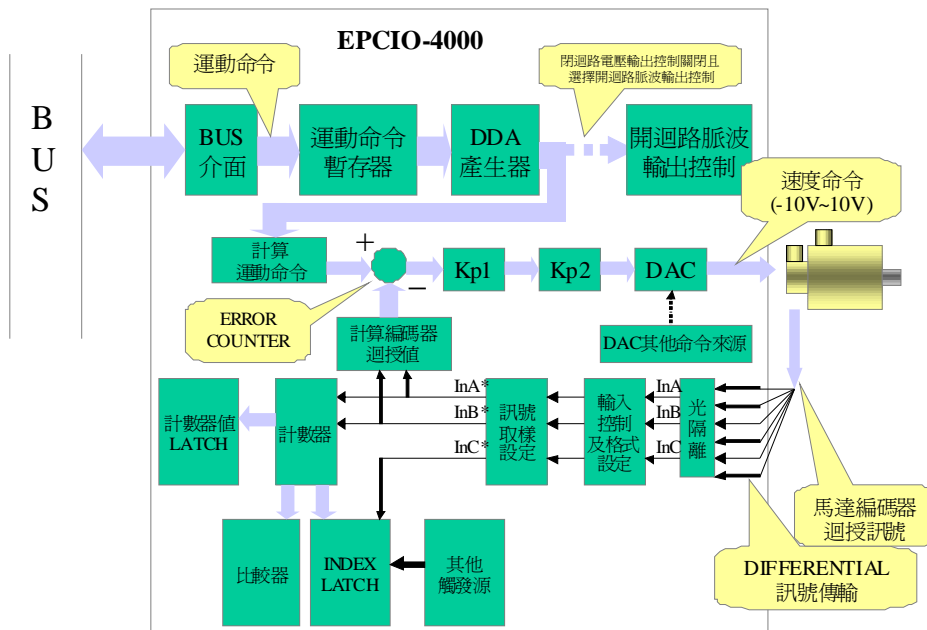 EPCIO-4000
運動命令
閉迴路電壓輸出控制關閉且
選擇開迴路脈波輸出控制
B
U
S
BUS
介面
運動命令
暫存器
DDA
產生器
開迴路脈波
輸出控制
速度命令
(-10V~10V)
計算
運動命令
+
−
Kp1
Kp2
DAC
ERROR
COUNTER
計算編碼器
迴授值
DAC其他命令來源
計數器值
LATCH
計數器
InA*
InB*
InC*
訊號
取樣設定
輸入
控制
及格式
設定
InA
InB
InC
光
隔
離
馬達編碼器
迴授訊號
比較器
INDEX
LATCH
其他
觸發源
DIFFERENTIAL
訊號傳輸